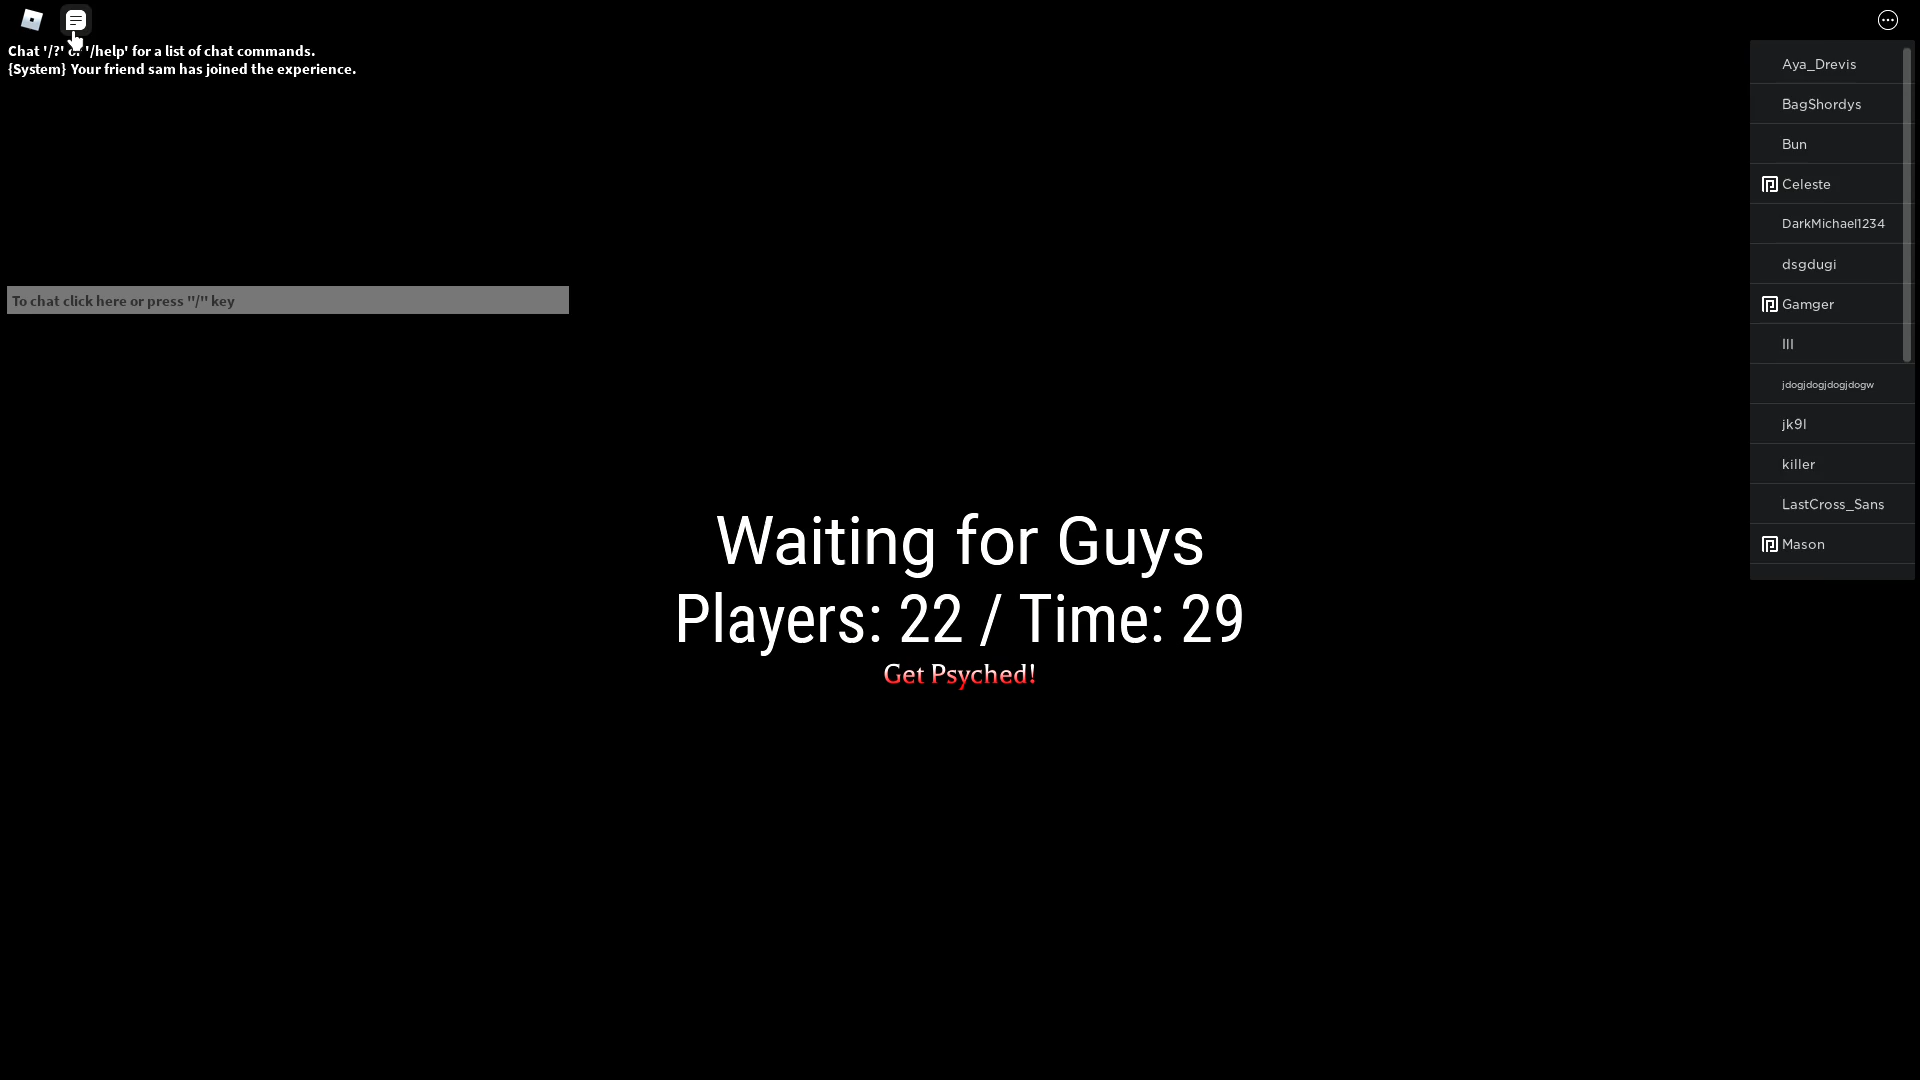 Chat '/?' or '/help' for a list of chat commands.
{System} Your friend sam has joined the experience.
To chat click here or press "/" key
Waiting for Guys
Players: 22 / Time: 29
Get Psyched!
Aya_Drevis
BagShordys
Bun
Celeste
DarkMichael1234
dsgdugi
Gamger
jdogjdogjdogjdogw
killer
LastCross_Sans
Mason